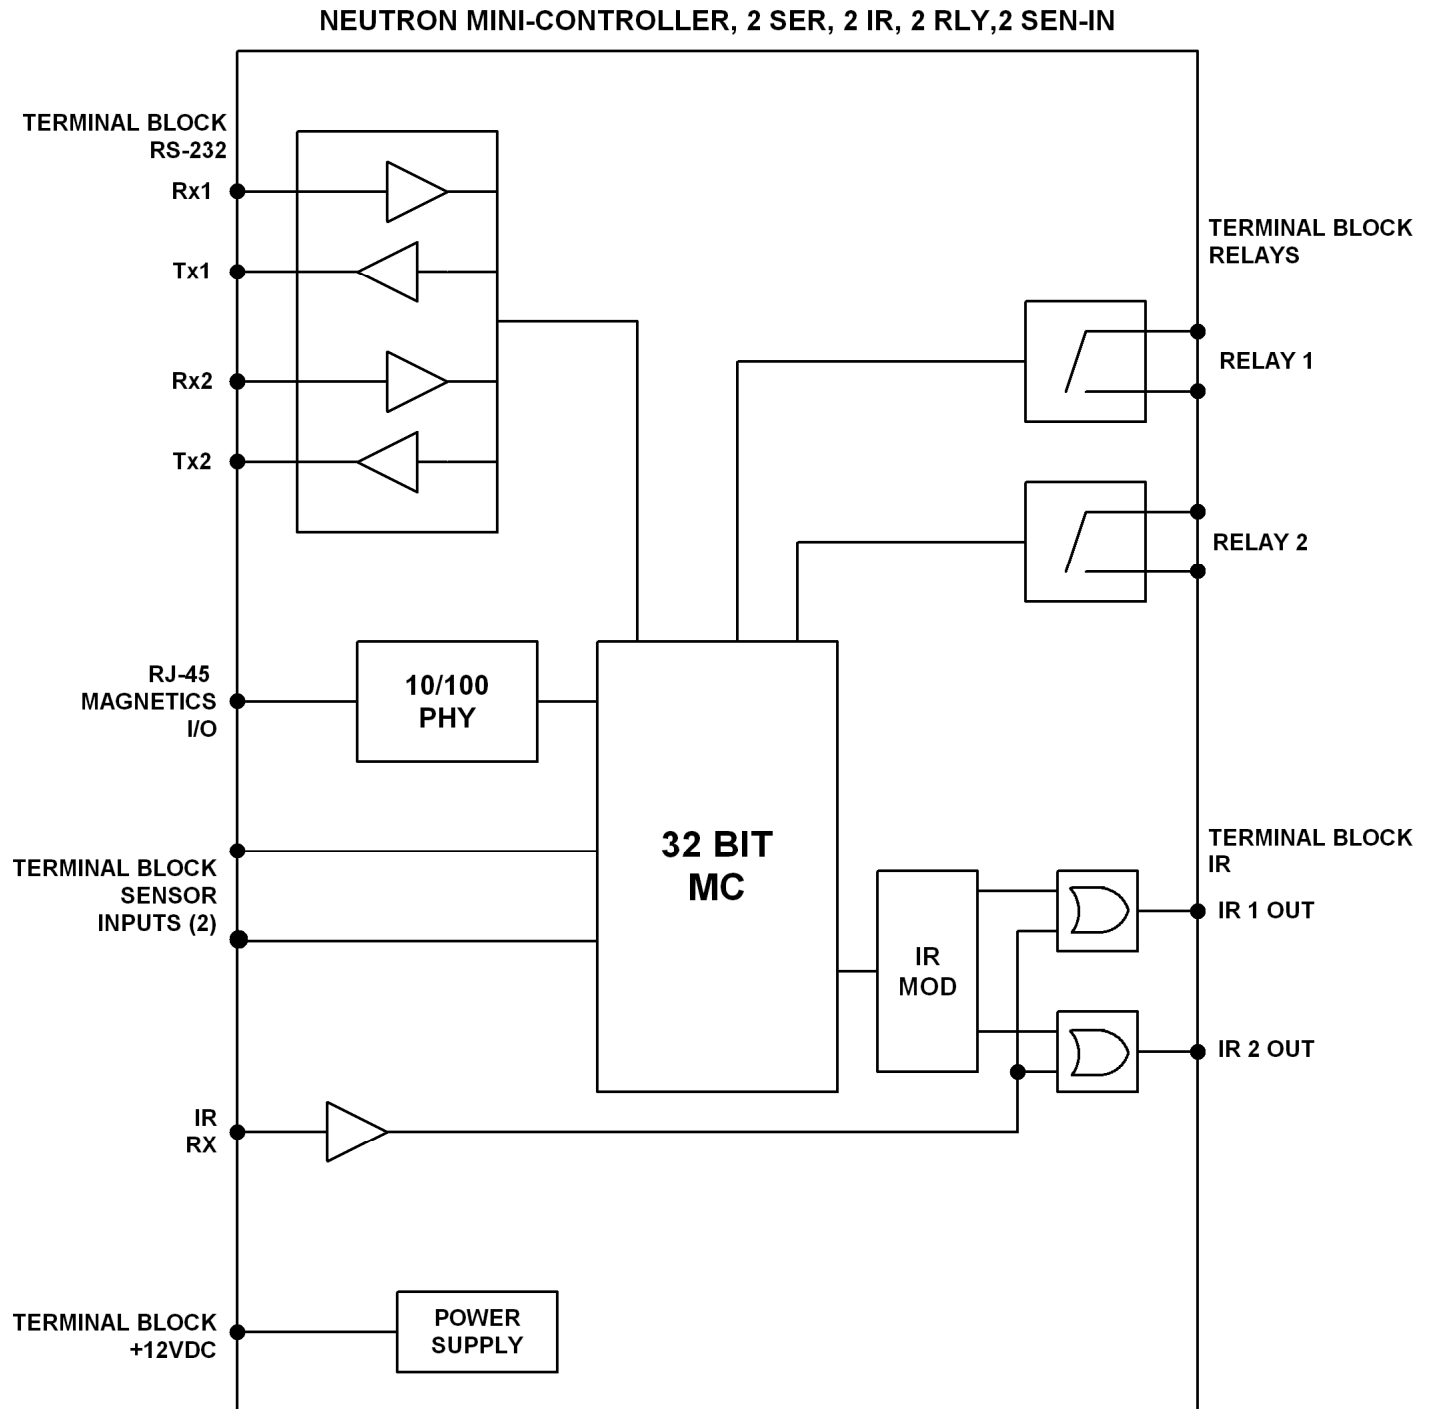 NEUTRON MINI-CONTROLLER, 2 SER, 2 IR, 2 RLY,2 SEN-IN
TERMINAL BLOCK
RS-232
Rx1
Tx1
Rx2
Tx2
TERMINAL BLOCK
RELAYS
RELAY 1
RELAY 2
RJ-45
MAGNETICS
I/O
10/100
PHY
32 BIT
MC
TERMINAL BLOCK
SENSOR
INPUTS (2)
TERMINAL BLOCK
IR
IR 1 OUT
IR
MOD
IR 2 OUT
IR
RX
TERMINAL BLOCK
+12VDC
POWER
SUPPLY